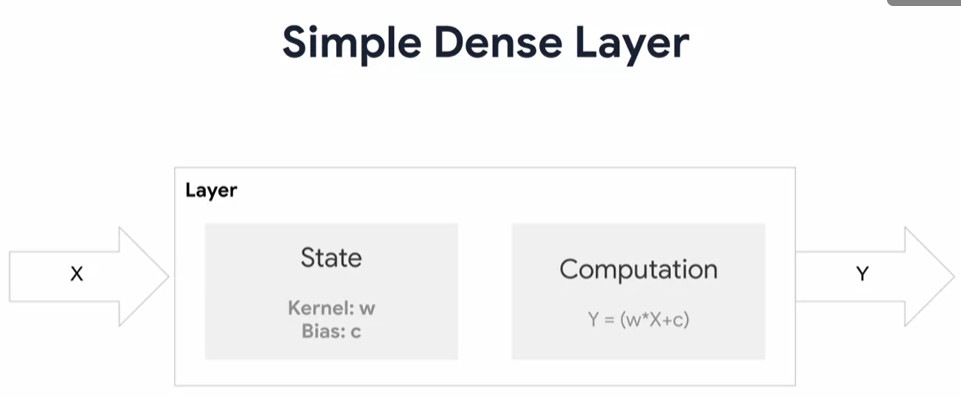 Simple Dense Layer
Layer
X
State
Kernel: w
Bias: c
Computation
Y = (w*X+c)
Y